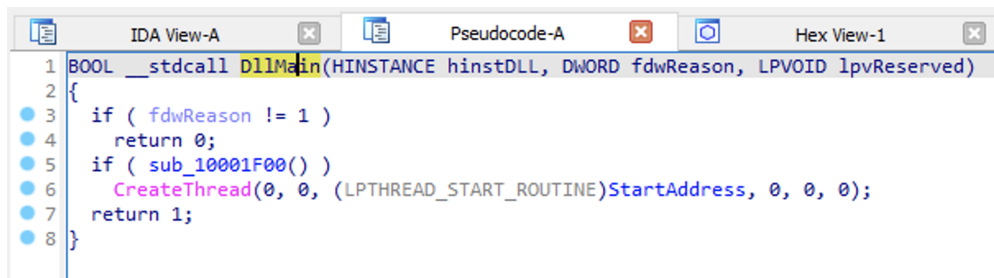 IDA View-A Pseudocode-A Hex View-1
1 BOOL __stdcall DllMain(HINSTANCE hinstDLL, DWORD fdwReason, LPVOID lpvReserved)
2 {
3 if ( fdwReason != 1 )
4 return 0;
5 if ( sub_10001F00() )
6 CreateThread(0, 0, (LPTHREAD_START_ROUTINE)StartAddress, 0, 0, 0);
7 return 1;
8 }